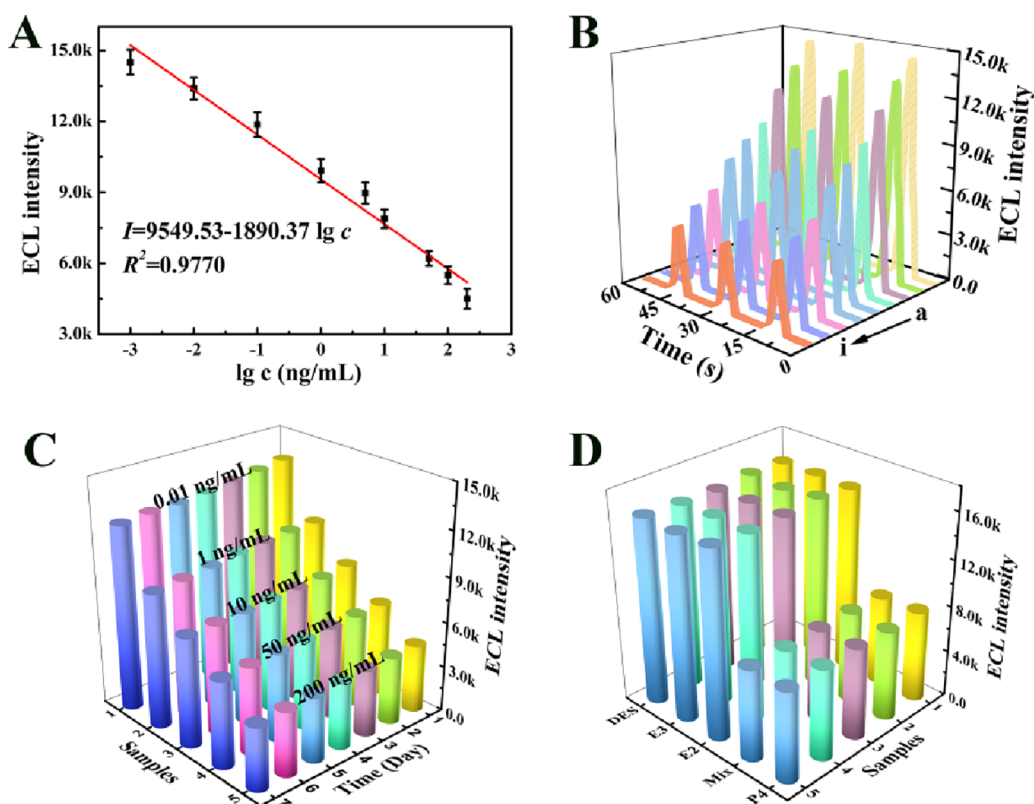 A
15.0k
12.0k
9.0k
6.0k
3.0k
ECL intensity
I=9549.53-1890.37 lg c
R²=0.9770
-3 -2 -1 0 1 2 3
lg c (ng/mL)
B
15.0k
12.0k
9.0k
6.0k
3.0k
0.0
ECL intensity
60 45 30 15 0
Time (s)
i a
C
0.01 ng/mL
1 ng/mL
10 ng/mL
50 ng/mL
200 ng/mL
15.0k
12.0k
9.0k
6.0k
3.0k
0.0
ECL intensity
1 2 3 4 5
Samples
7 6 5 4 3 2 1
Time (Day)
D
16.0k
12.0k
8.0k
4.0k
0.0
ECL intensity
DES
E3
E2
Mix
P4
5 4 3 2 1
Samples